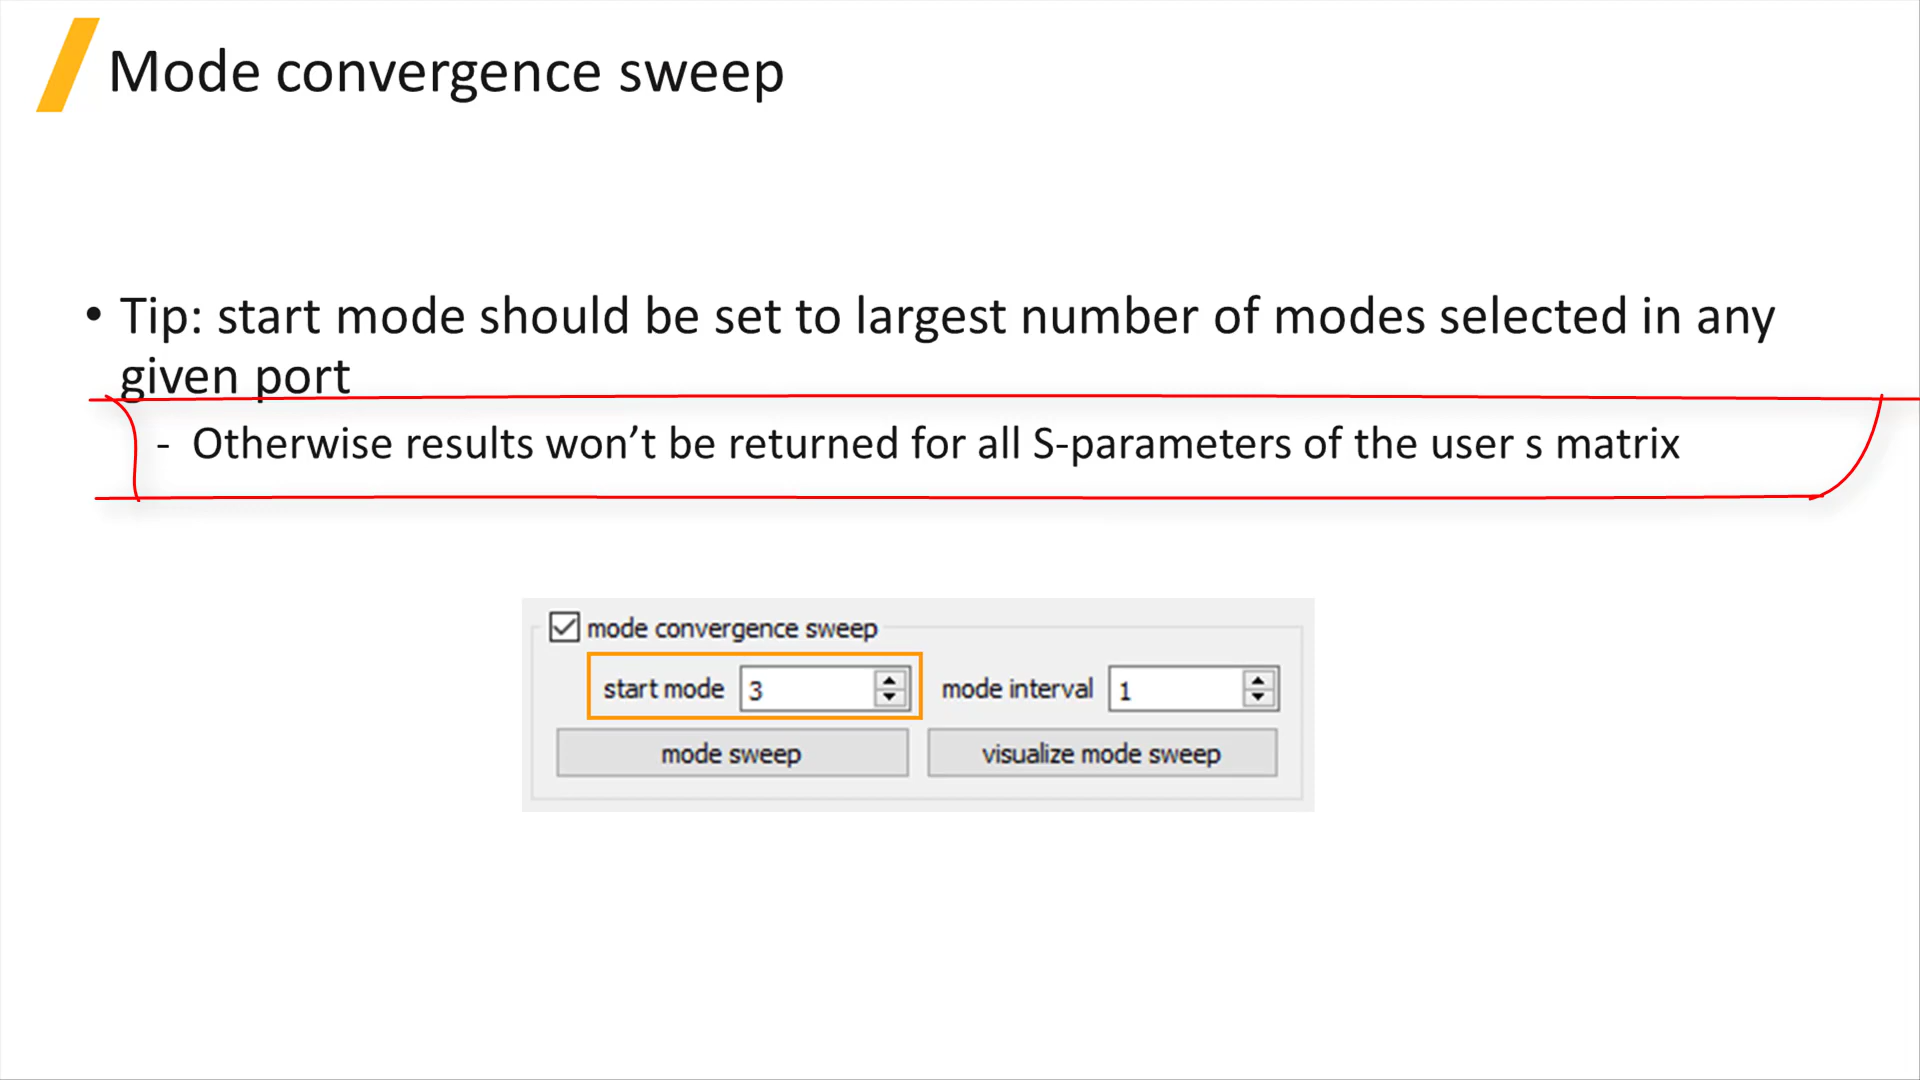 Mode convergence sweep
• Tip: start mode should be set to largest number of modes selected in any
given port
- Otherwise results won’t be returned for all S-parameters of the user s matrix
mode convergence sweep
start mode 3 mode interval 1
mode sweep visualize mode sweep